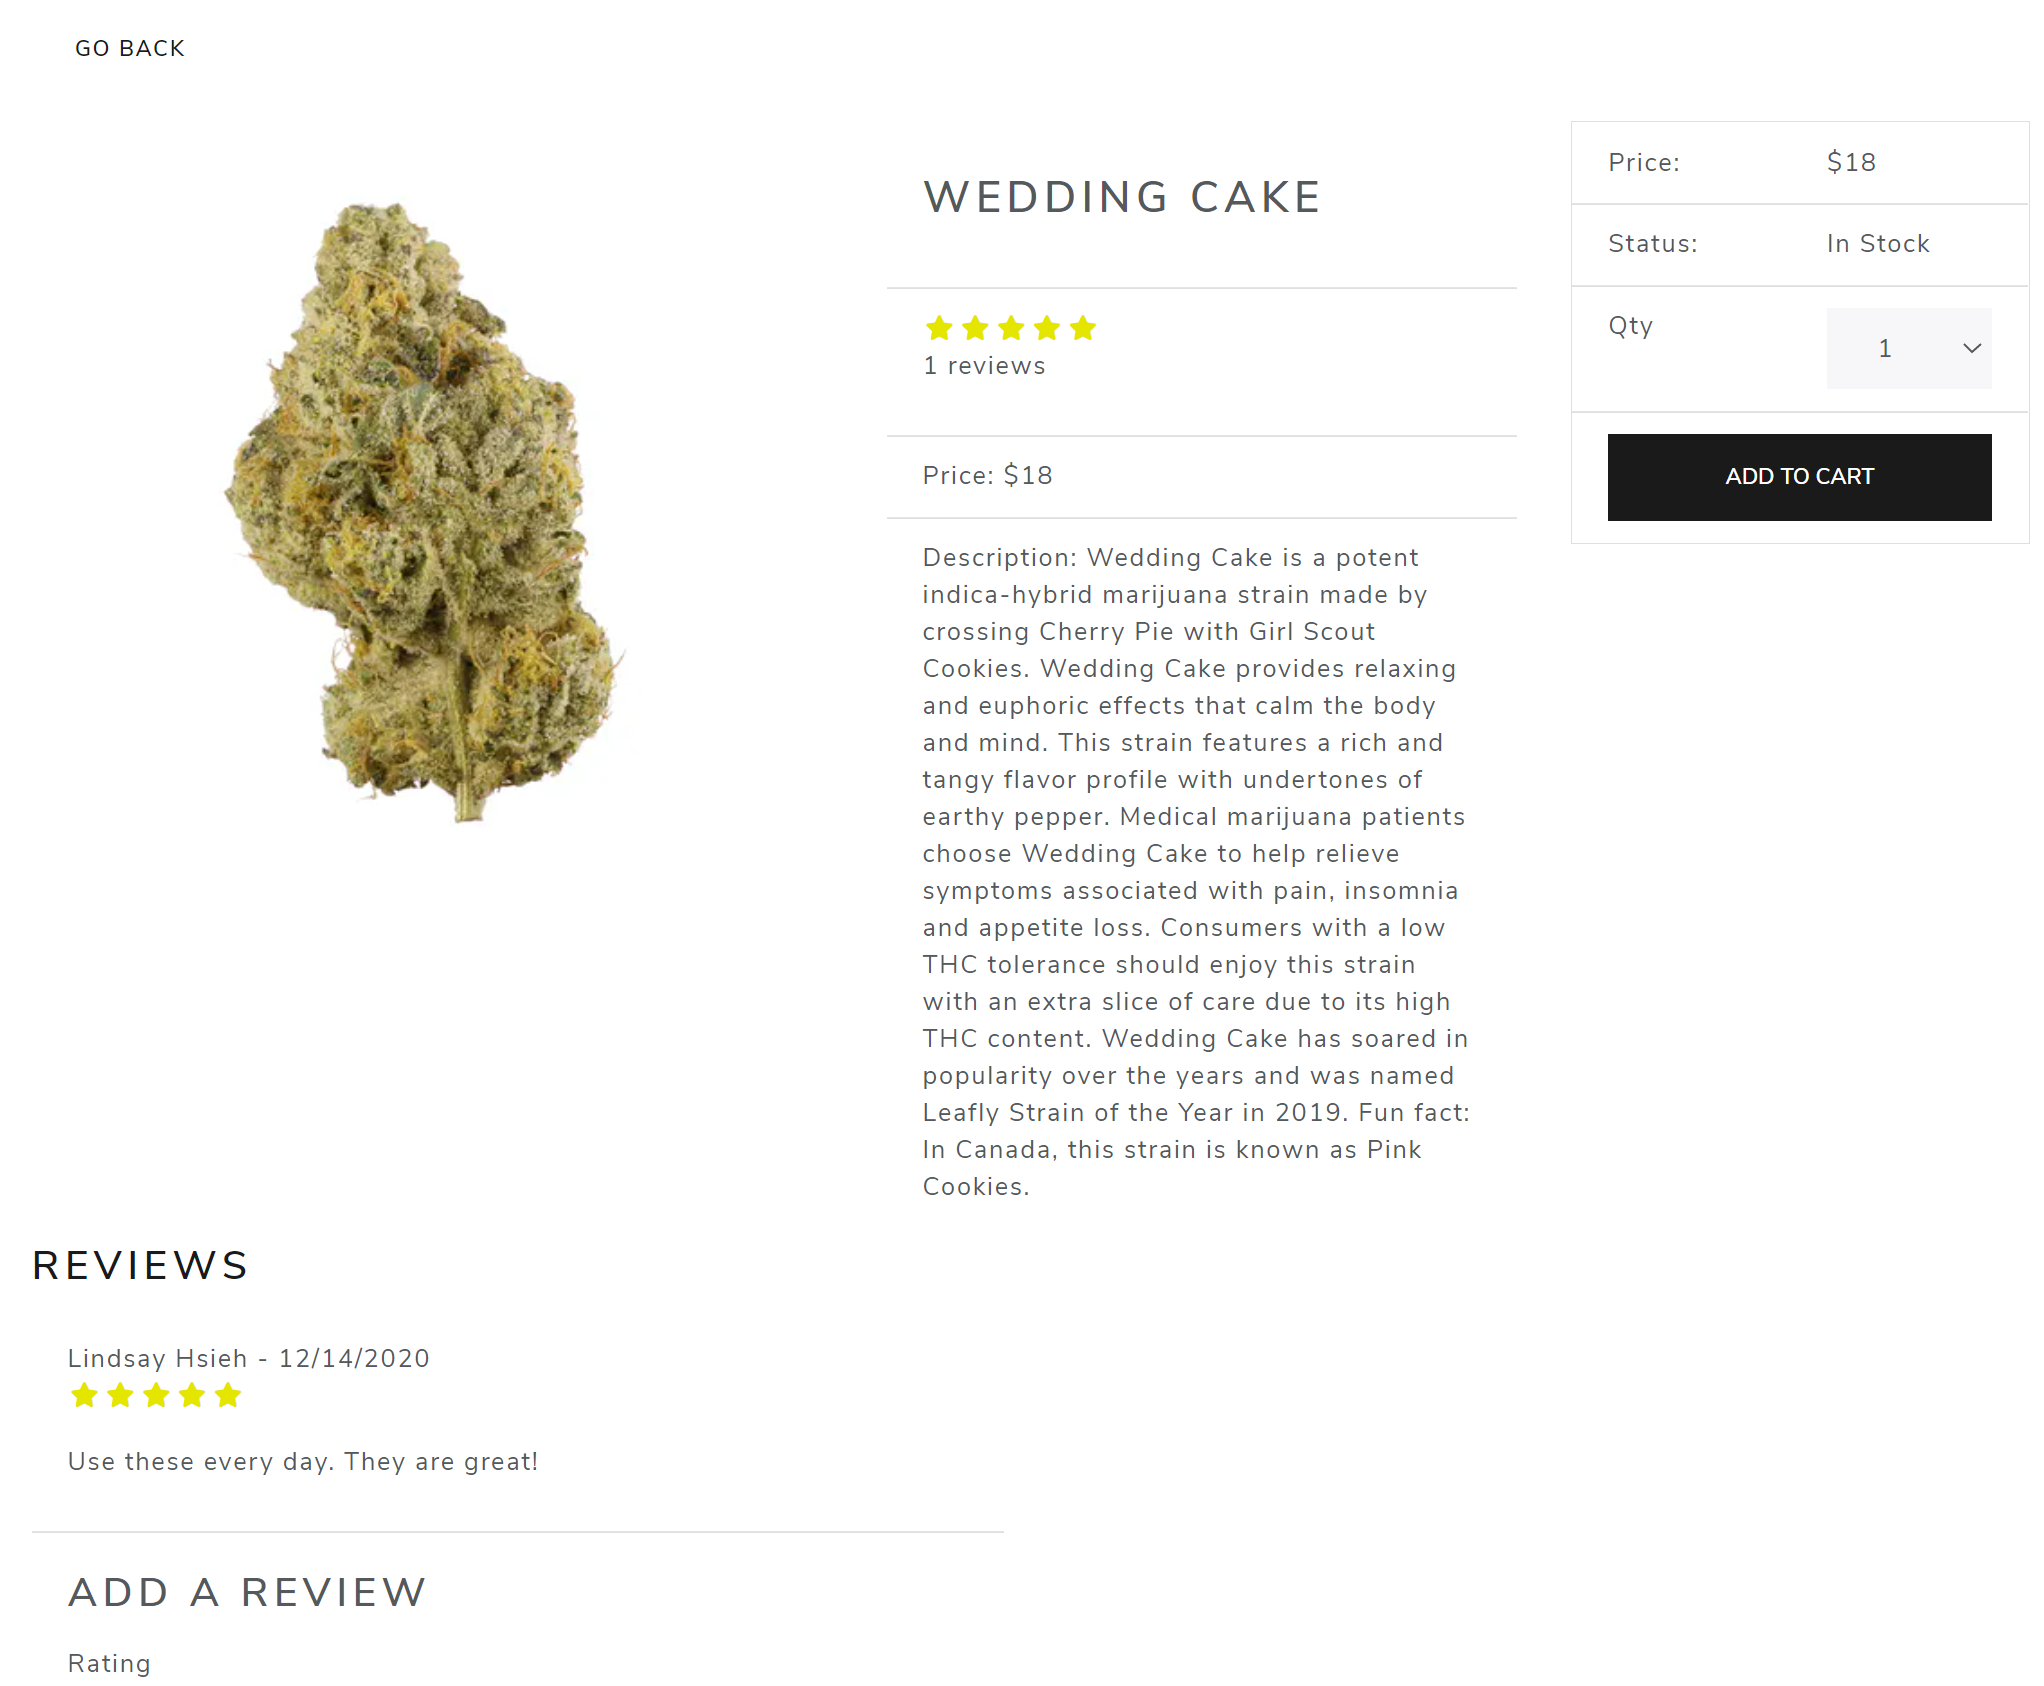 GO BACK
WEDDING CAKE
1 reviews
Price: $18
Description: Wedding Cake is a potent
indica-hybrid marijuana strain made by
crossing Cherry Pie with Girl Scout
Cookies. Wedding Cake provides relaxing
and euphoric effects that calm the body
and mind. This strain features a rich and
tangy flavor profile with undertones of
earthy pepper. Medical marijuana patients
choose Wedding Cake to help relieve
symptoms associated with pain, insomnia
and appetite loss. Consumers with a low
THC tolerance should enjoy this strain
with an extra slice of care due to its high
THC content. Wedding Cake has soared in
popularity over the years and was named
Leafly Strain of the Year in 2019. Fun fact:
In Canada, this strain is known as Pink
Cookies.
Price: $18
Status: In Stock
Qty 1
ADD TO CART
REVIEWS
Lindsay Hsieh - 12/14/2020
Use these every day. They are great!
ADD A REVIEW
Rating